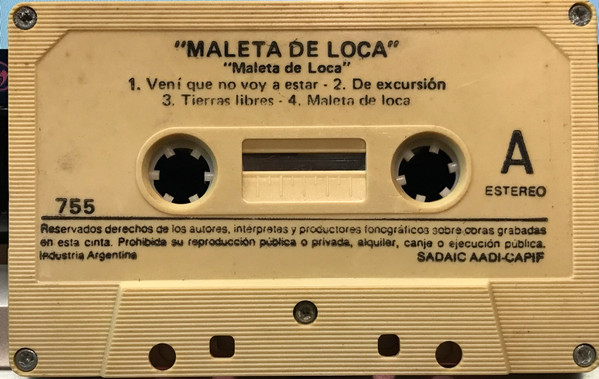 "MALETA DE LOCA"
"Maleta de Loca"
1. Vení que no voy a estar - 2. De excursión
3. Tierras libres - 4. Maleta de loca
A
ESTEREO
755
Reservados derechos de los autores, intérpretes y productores fonográficos sobre obras grabadas
en esta cinta. Prohibida su reproducción pública o privada, alquiler, canje o ejecución pública.
Industria Argentina SADAIC AADI-CAPIF